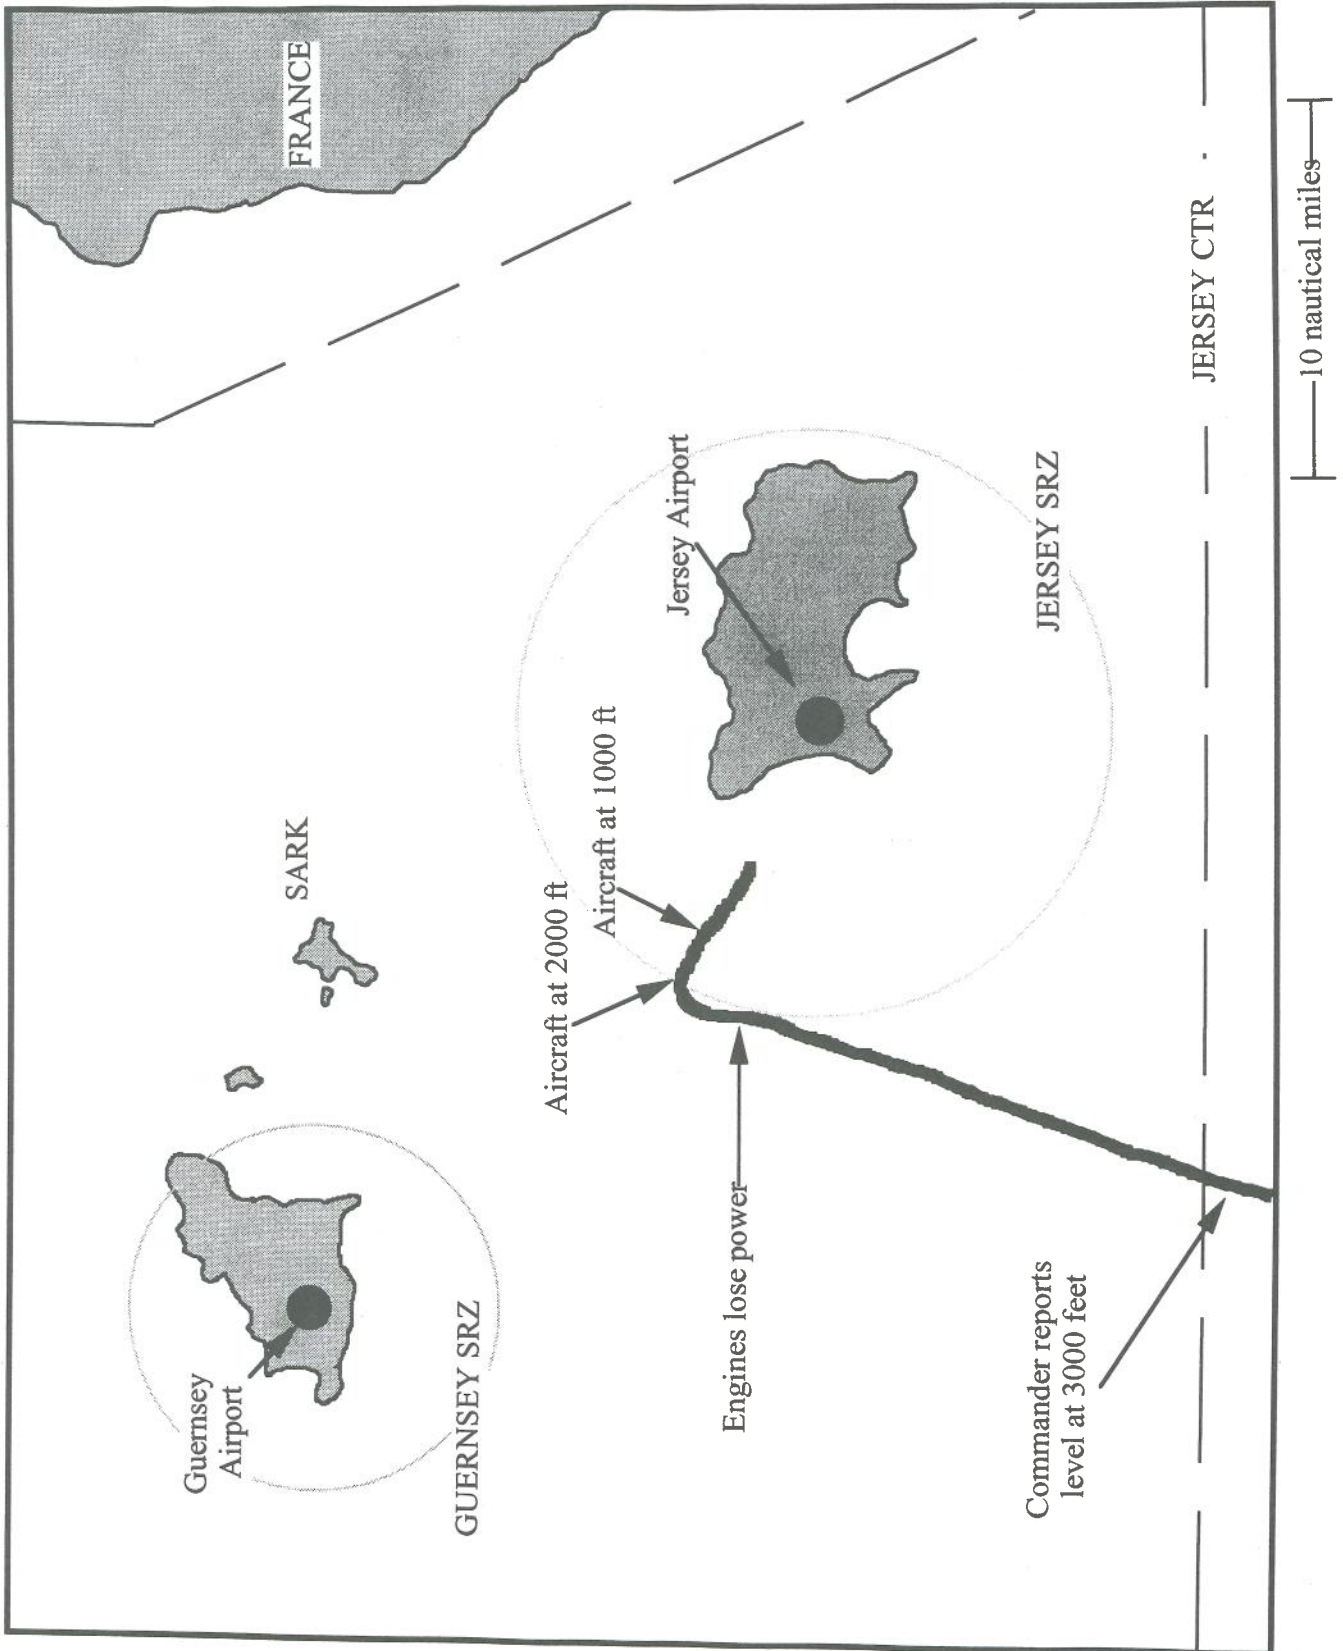 FRANCE
SARK
Guernsey
Airport
GUERNSEY SRZ
Aircraft at 2000 ft
Aircraft at 1000 ft
Jersey Airport
Engines lose power
JERSEY SRZ
Commander reports
level at 3000 feet
JERSEY CTR
10 nautical miles